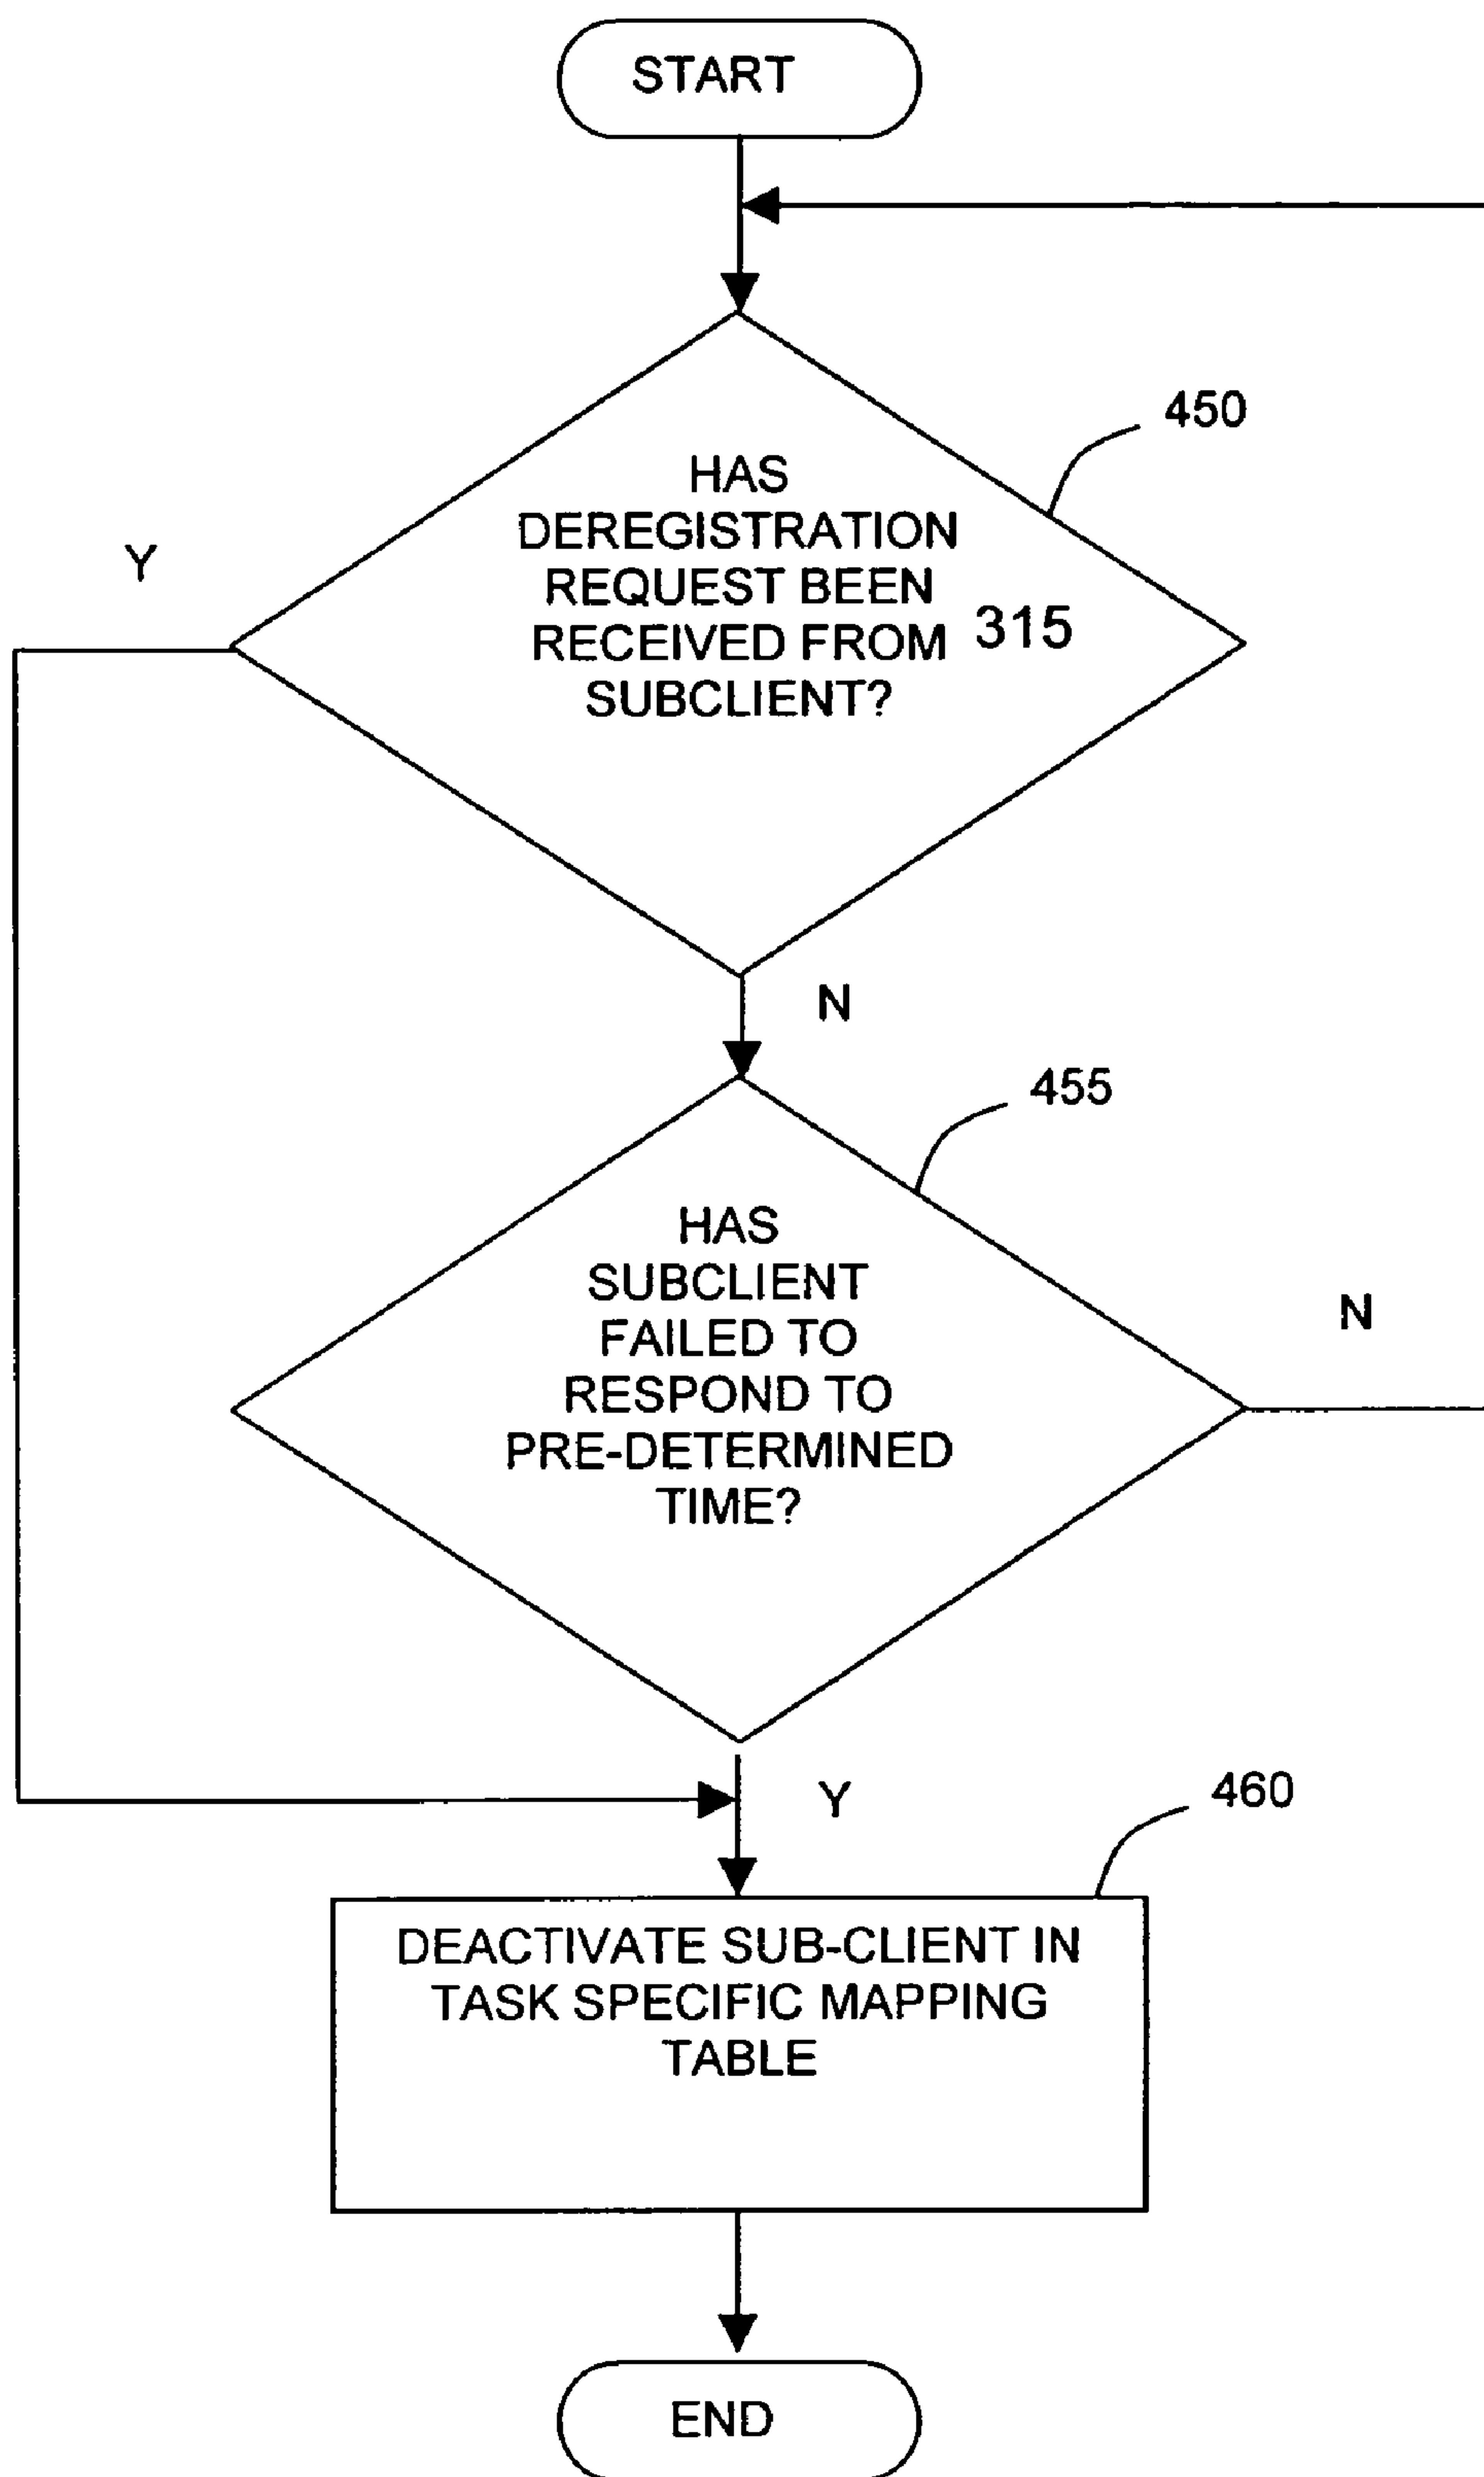 START
450
HAS
DEREGISTRATION
REQUEST BEEN
RECEIVED FROM 315
SUBCLIENT?
Y
N
455
HAS
SUBCLIENT
FAILED TO
RESPOND TO
PRE-DETERMINED
TIME?
N
Y
460
DEACTIVATE SUB-CLIENT IN
TASK SPECIFIC MAPPING
TABLE
END